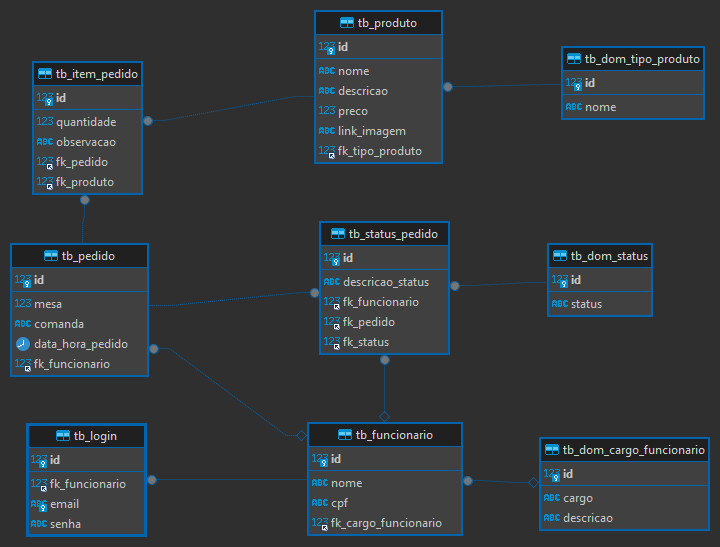 tb_produto
123 id
ABC nome
ABC descricao
123 preco
ABC link_imagem
123 fk_tipo_produto
tb_dom_tipo_produto
123 id
ABC nome
tb_item_pedido
123 id
123 quantidade
ABC observacao
123 fk_pedido
123 fk_produto
tb_pedido
123 id
123 mesa
ABC comanda
data_hora_pedido
123 fk_funcionario
tb_status_pedido
123 id
ABC descricao_status
123 fk_funcionario
123 fk_pedido
123 fk_status
tb_dom_status
123 id
ABC status
tb_login
123 id
123 fk_funcionario
ABC email
ABC senha
tb_funcionario
123 id
ABC nome
ABC cpf
123 fk_cargo_funcionario
tb_dom_cargo_funcionario
123 id
ABC cargo
ABC descricao